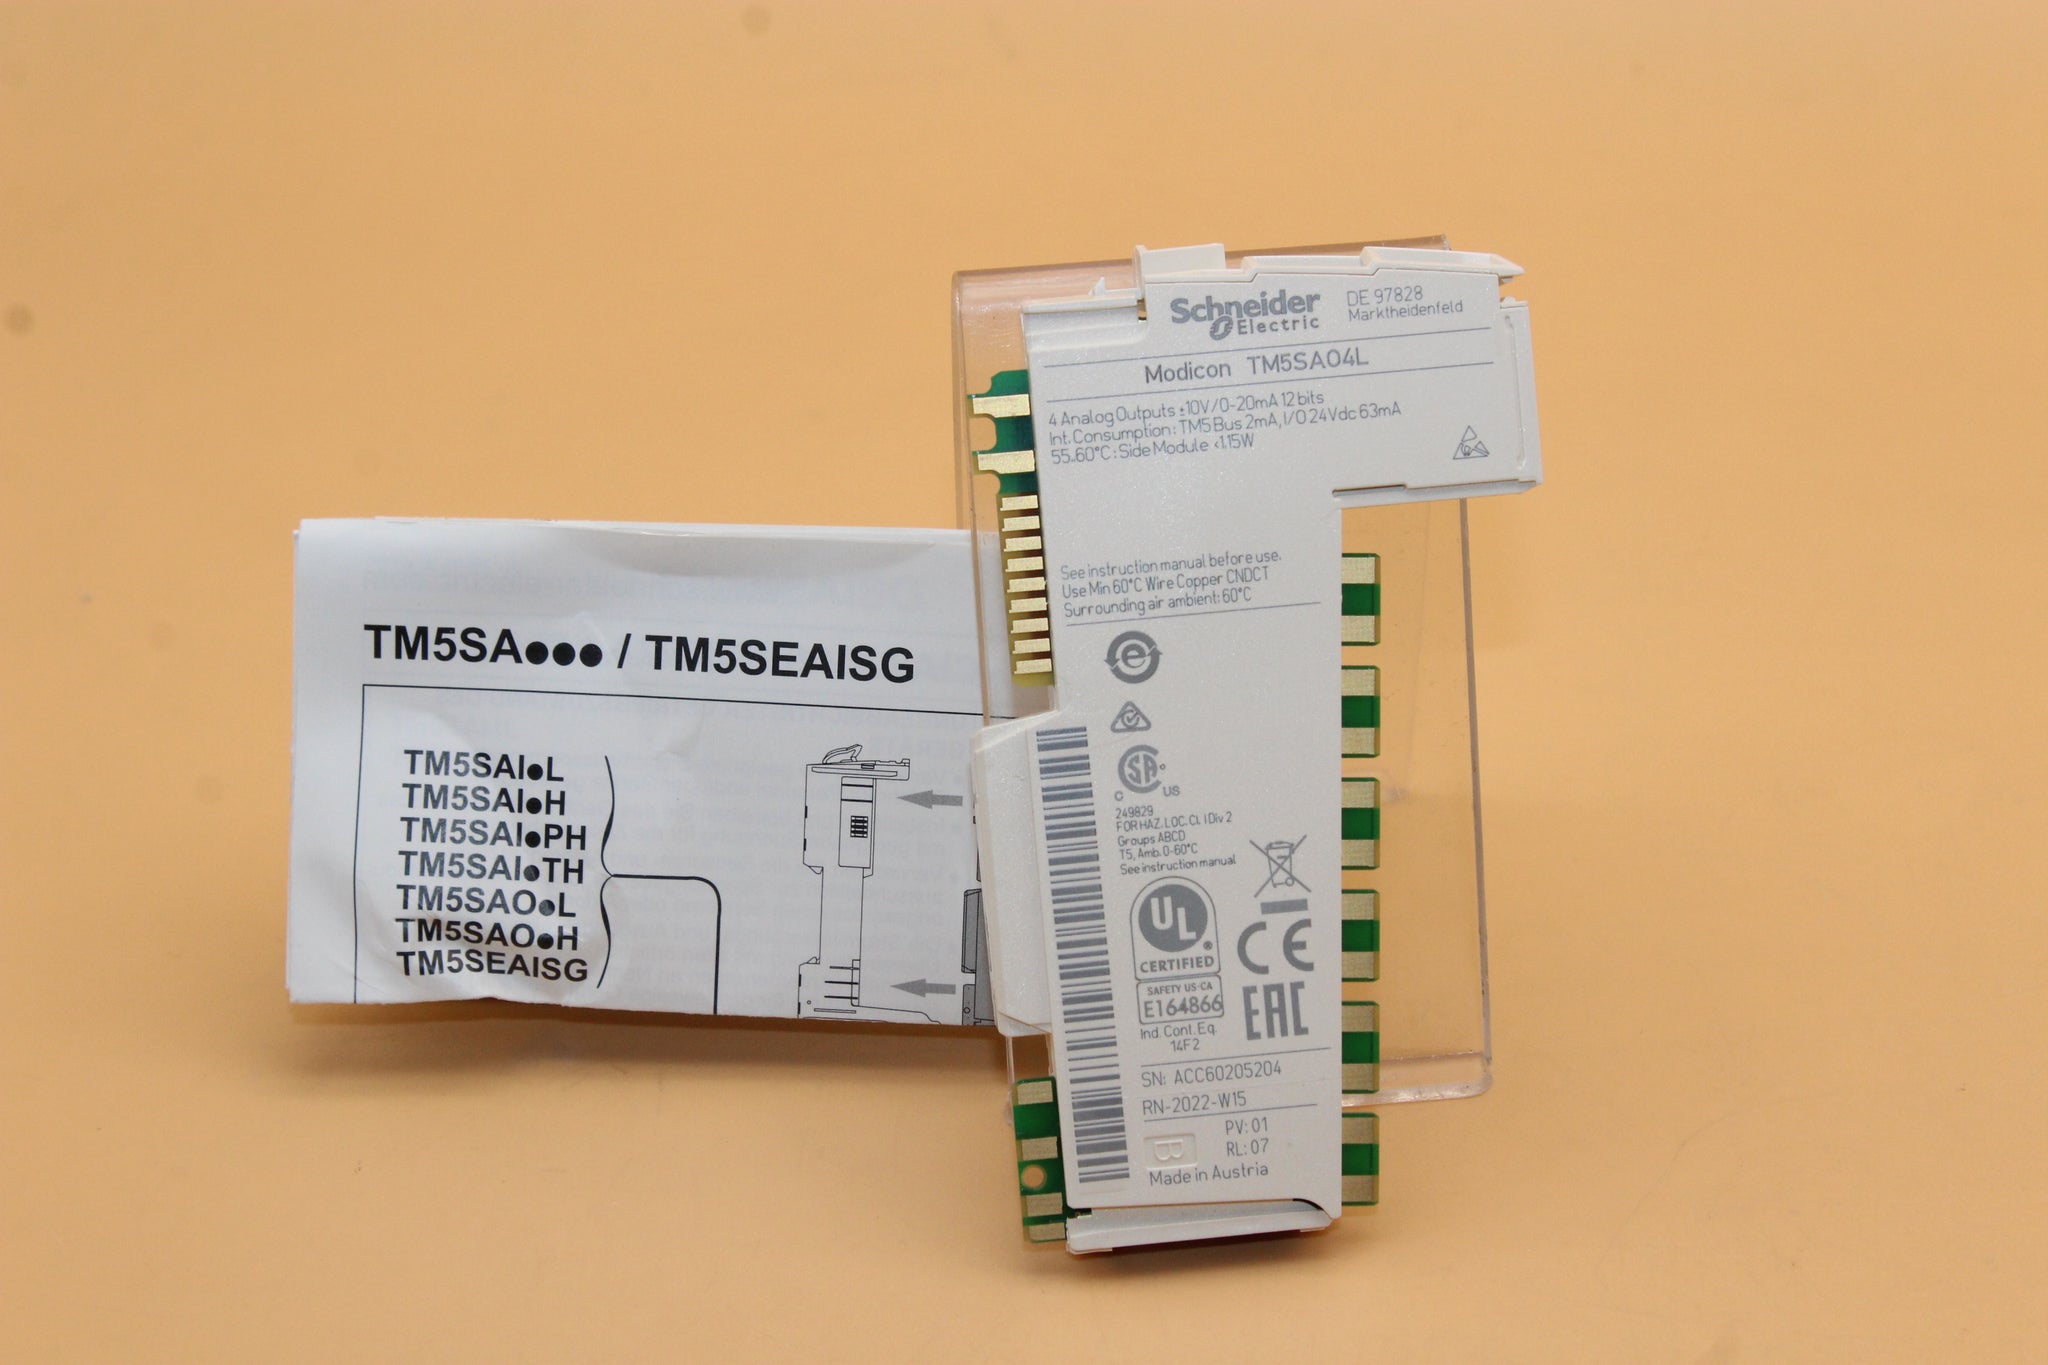 TM5SA●●● / TM5SEAISG
TM5SAI●L
TM5SAI●H
TM5SAI●PH
TM5SAI●TH
TM5SAO●L
TM5SAO●H
TM5SEAISG
Schneider
Electric
DE 97828
Marktheidenfeld
Modicon TM5SAO4L
4 Analog Outputs ±10V/0-20mA 12 bits
Int. Consumption: TM5 Bus 2mA, I/O 24Vdc 63mA
55..60°C: Side Module <1.15W
See instruction manual before use.
Use Min 60°C Wire Copper CNDCT
Surrounding air ambient: 60°C
e
CSA
C US
249829
FOR HAZ. LOC. CL I Div 2
Groups ABCD
T5, Amb. 0-60°C
See instruction manual
UL ®
CERTIFIED
SAFETY US-CA
E164866
Ind. Cont. Eq.
14F2
CE
EAC
SN: ACC60205204
RN-2022-W15
PV: 01
RL: 07
B
Made in Austria